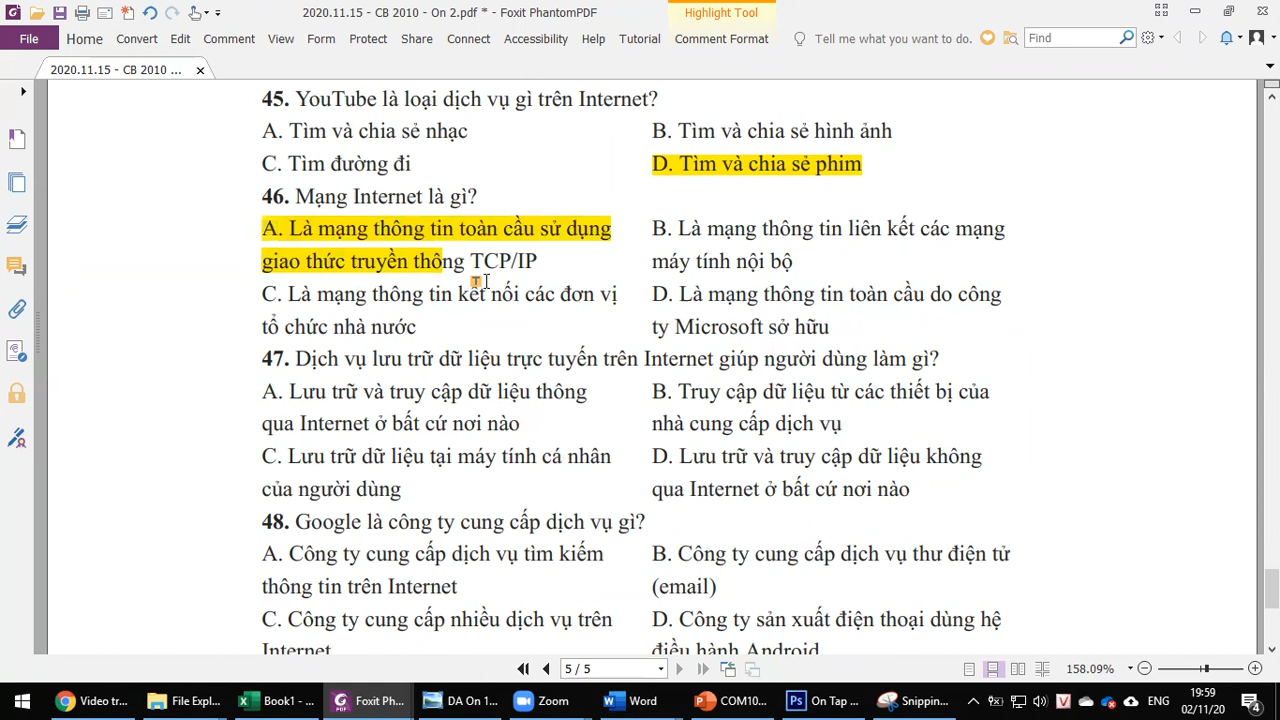 2020.11.15 - CB 2010 - On 2.pdf * - Foxit PhantomPDF
Highlight Tool
File Home Convert Edit Comment View Form Protect Share Connect Accessibility Help Tutorial Comment Format Tell me what you want to do. Find
2020.11.15 - CB 2010 ...
45. YouTube là loại dịch vụ gì trên Internet?
A. Tìm và chia sẻ nhạc B. Tìm và chia sẻ hình ảnh
C. Tìm đường đi D. Tìm và chia sẻ phim
46. Mạng Internet là gì?
A. Là mạng thông tin toàn cầu sử dụng B. Là mạng thông tin liên kết các mạng
giao thức truyền thông TCP/IP máy tính nội bộ
C. Là mạng thông tin kết nối các đơn vị D. Là mạng thông tin toàn cầu do công
tổ chức nhà nước ty Microsoft sở hữu
47. Dịch vụ lưu trữ dữ liệu trực tuyến trên Internet giúp người dùng làm gì?
A. Lưu trữ và truy cập dữ liệu thông B. Truy cập dữ liệu từ các thiết bị của
qua Internet ở bất cứ nơi nào nhà cung cấp dịch vụ
C. Lưu trữ dữ liệu tại máy tính cá nhân D. Lưu trữ và truy cập dữ liệu không
của người dùng qua Internet ở bất cứ nơi nào
48. Google là công ty cung cấp dịch vụ gì?
A. Công ty cung cấp dịch vụ tìm kiếm B. Công ty cung cấp dịch vụ thư điện tử
thông tin trên Internet (email)
C. Công ty cung cấp nhiều dịch vụ trên D. Công ty sản xuất điện thoại dùng hệ
Internet điều hành Android
5 / 5 158.09%
Video tr... File Expl... Book1 - ... Foxit Ph... DA On 1... Zoom Word COM10... On Tap ... Snippin... ENG 19:59
02/11/20 4